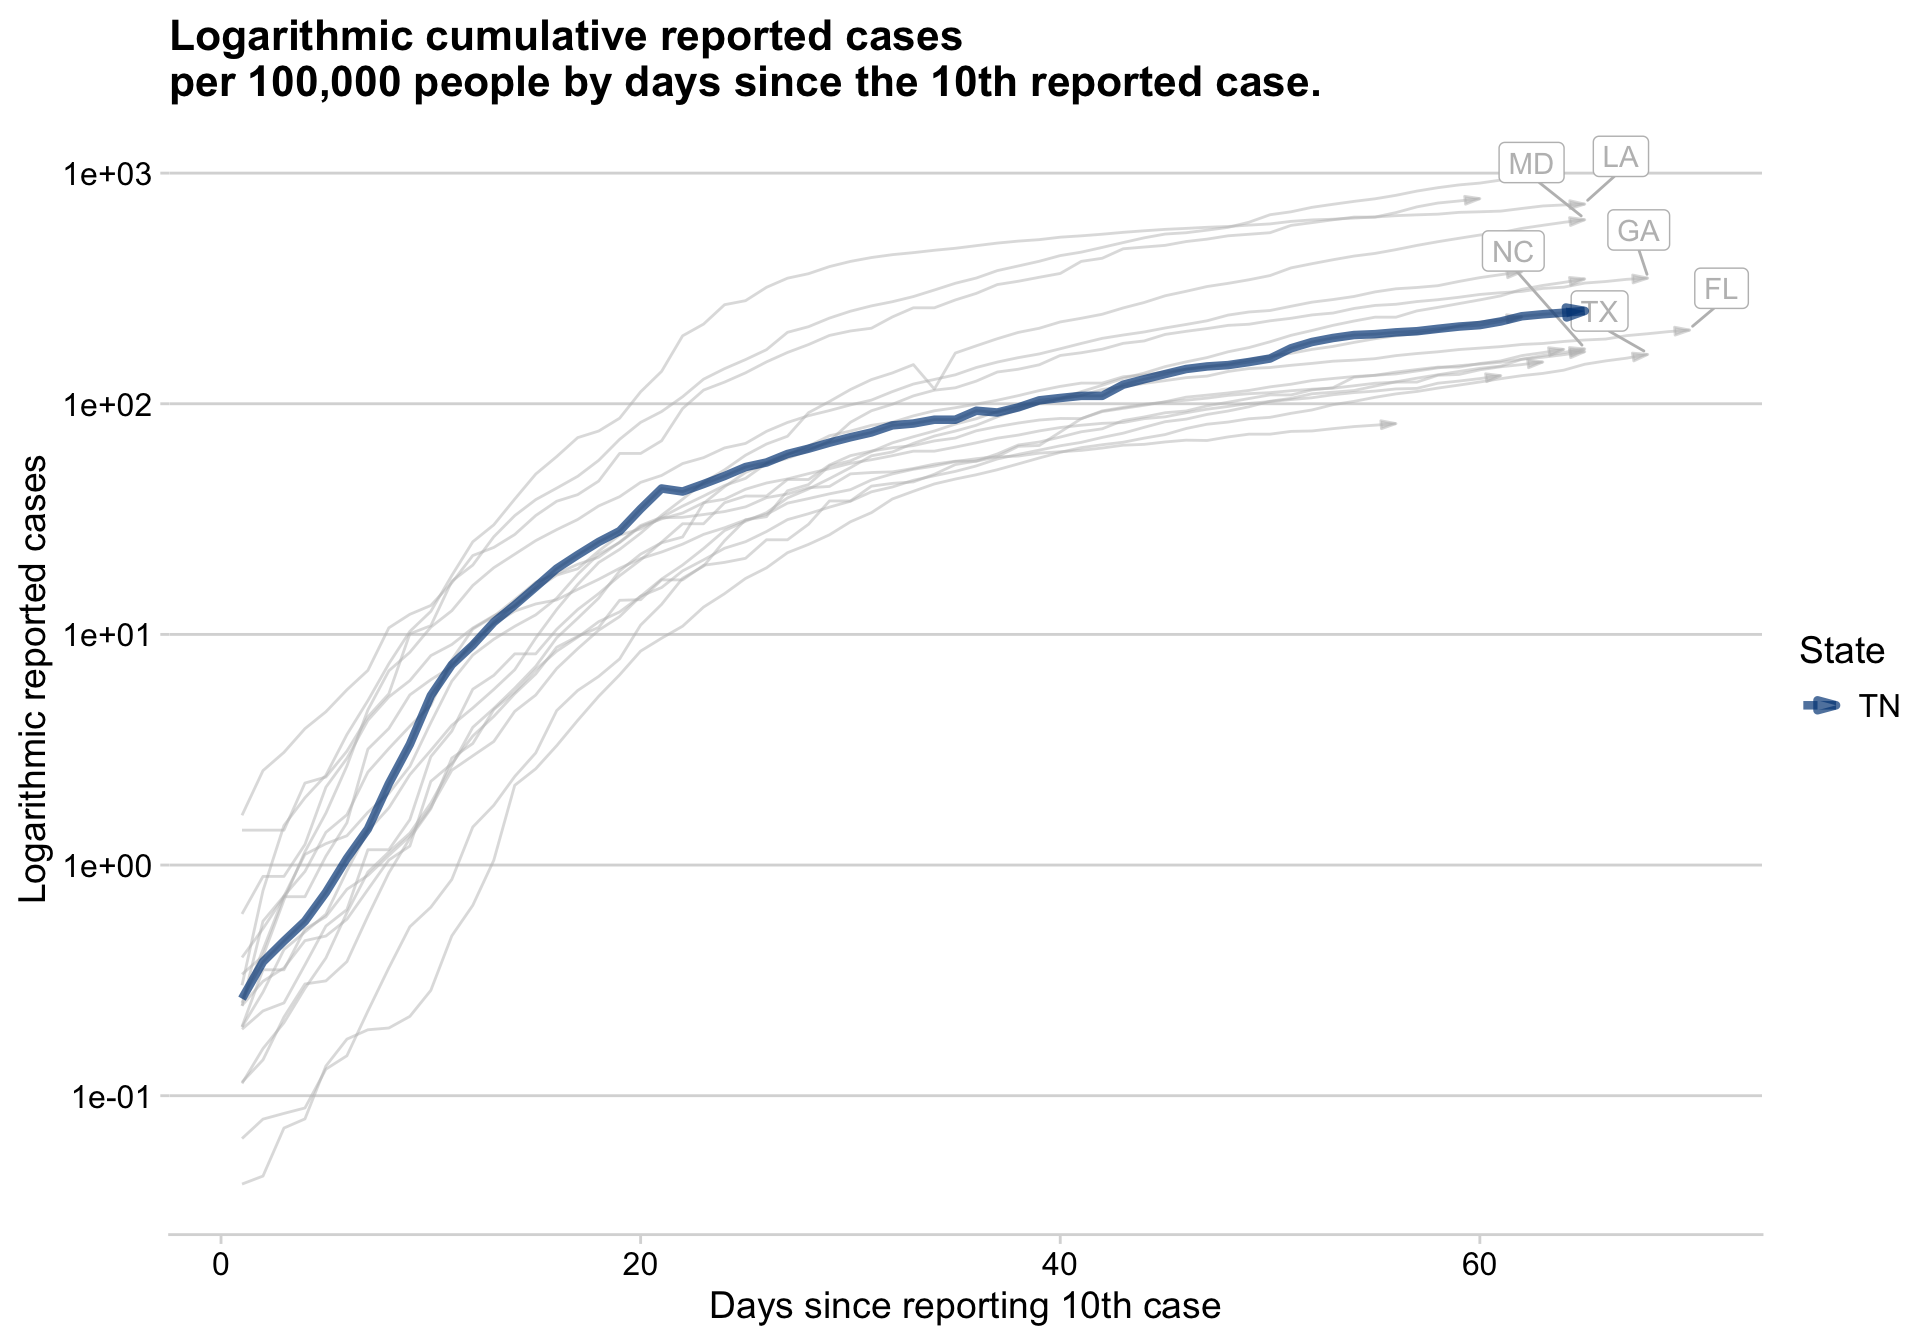 Logarithmic cumulative reported cases
per 100,000 people by days since the 10th reported case.
1e+03
1e+02
1e+01
1e+00
1e-01
Logarithmic reported cases
MD
LA
GA
NC
FL
TX
State
TN
0
20
40
60
Days since reporting 10th case